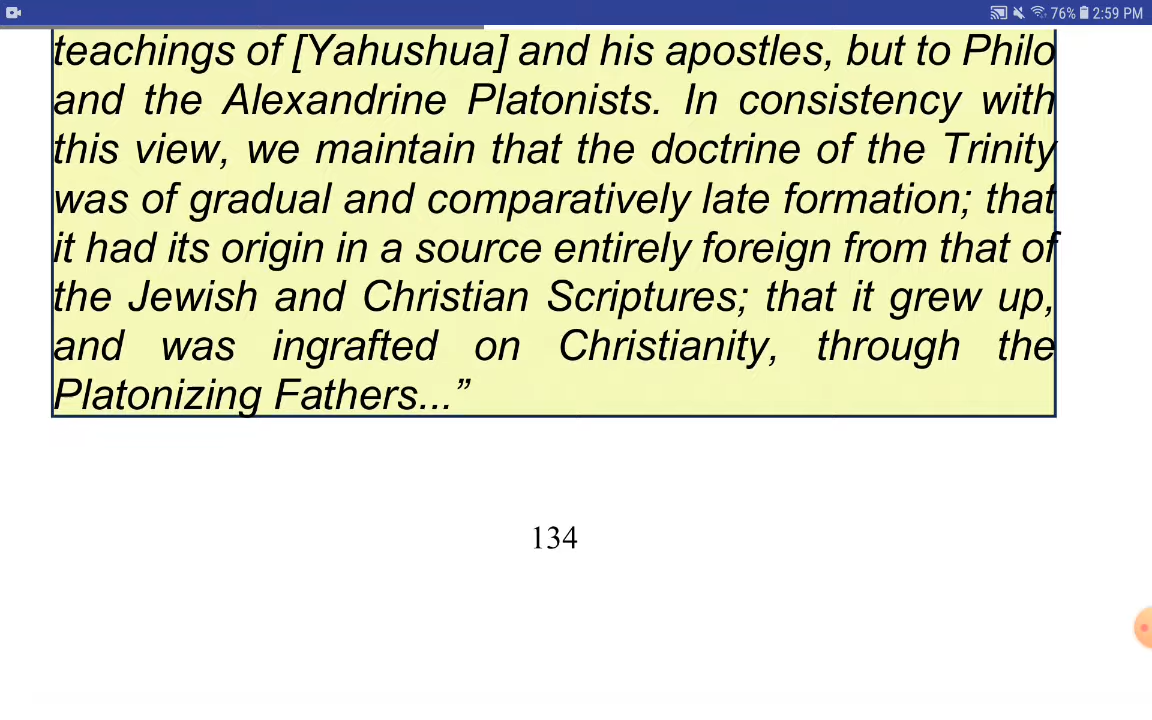 76% 2:59 PM
teachings of [Yahushua] and his apostles, but to Philo
and the Alexandrine Platonists. In consistency with
this view, we maintain that the doctrine of the Trinity
was of gradual and comparatively late formation; that
it had its origin in a source entirely foreign from that of
the Jewish and Christian Scriptures; that it grew up,
and was ingrafted on Christianity, through the
Platonizing Fathers...”
134